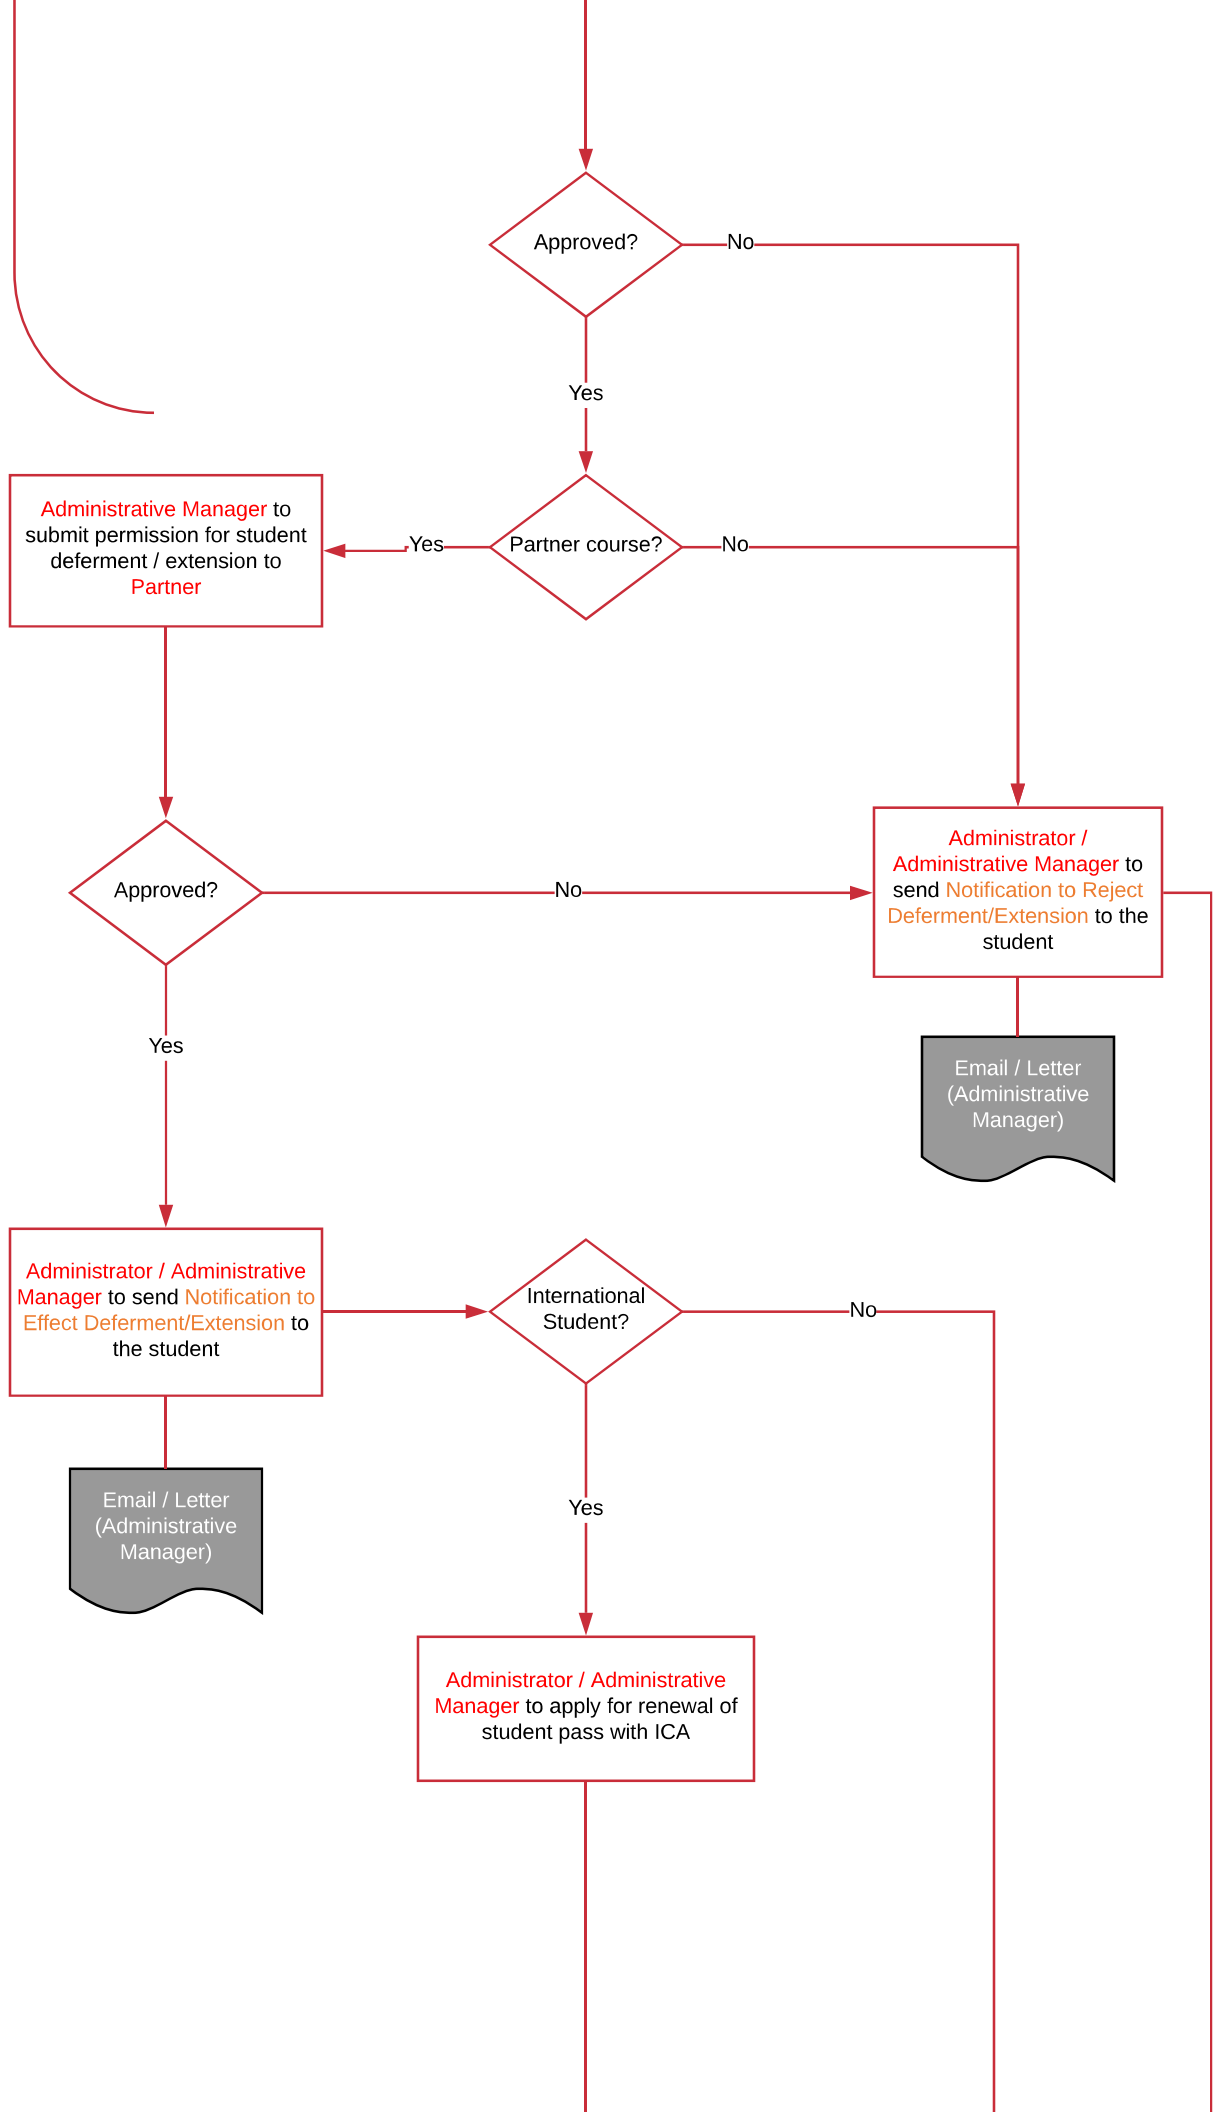 Approved?
No
Yes
Administrative Manager to
submit permission for student
deferment / extension to
Partner
Yes
Partner course?
No
Approved?
No
Administrator /
Administrative Manager to
send Notification to Reject
Deferment/Extension to the
student
Yes
Email / Letter
(Administrative
Manager)
Administrator / Administrative
Manager to send Notification to
Effect Deferment/Extension to
the student
International
Student?
No
Email / Letter
(Administrative
Manager)
Yes
Administrator / Administrative
Manager to apply for renewal of
student pass with ICA